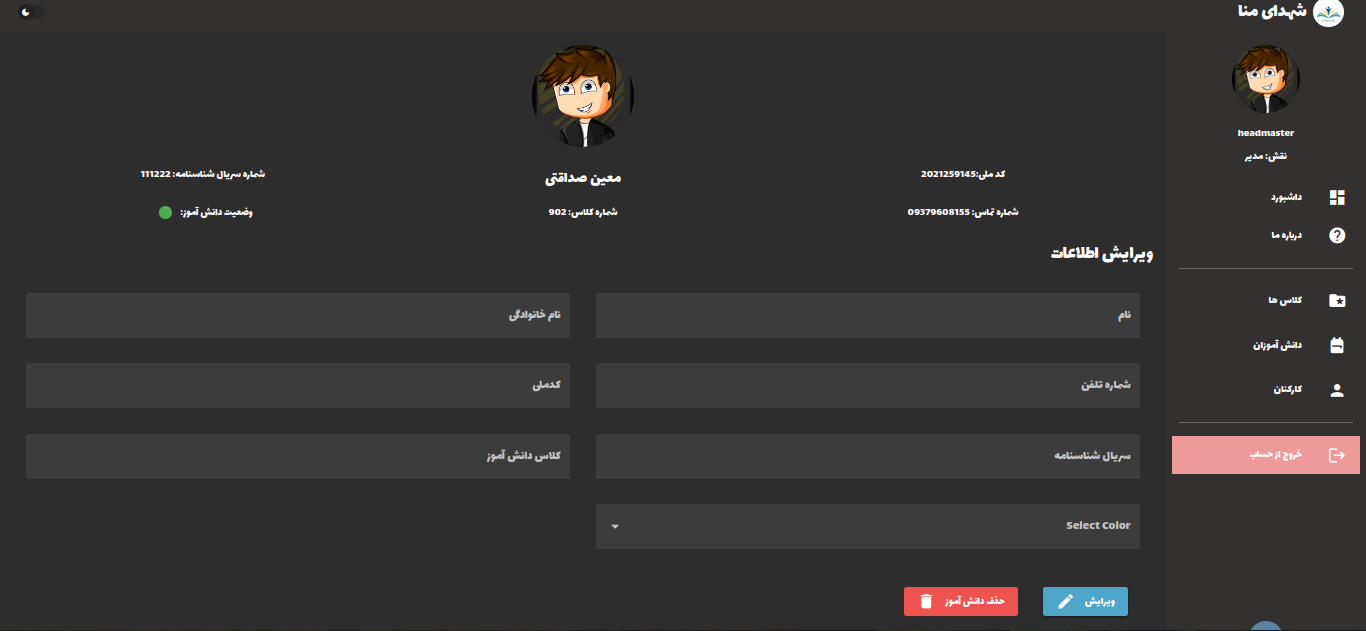 شهدای منا
headmaster
نقش: مدیر
داشبورد
درباره ما
کلاس ها
دانش آموزان
کارکنان
خروج از حساب
کد ملی:2021259145
معین صداقتی
شماره سریال شناسنامه: 111222
شماره تماس: 09379608155
شماره کلاس: 902
وضعیت دانش آموز:
ویرایش اطلاعات
نام
نام خانوادگی
شماره تلفن
کدملی
سریال شناسنامه
کلاس دانش آموز
Select Color
ویرایش
حذف دانش آموز